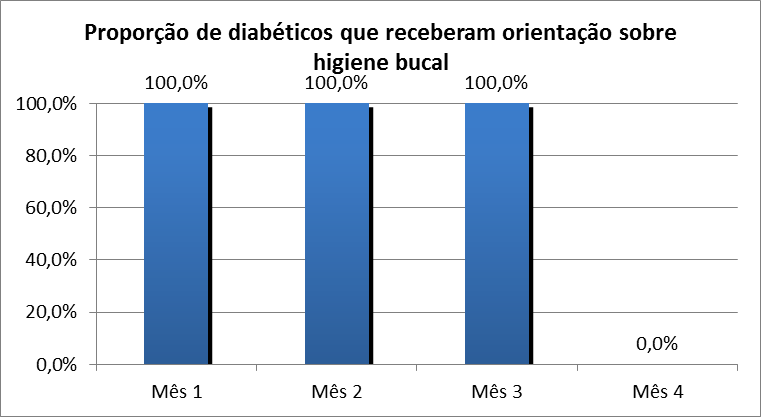 Proporção de diabéticos que receberam orientação sobre
higiene bucal
100,0% 100,0% 100,0%
100,0%
80,0%
60,0%
40,0%
20,0%
0,0%
0,0%
Mês 1 Mês 2 Mês 3 Mês 4